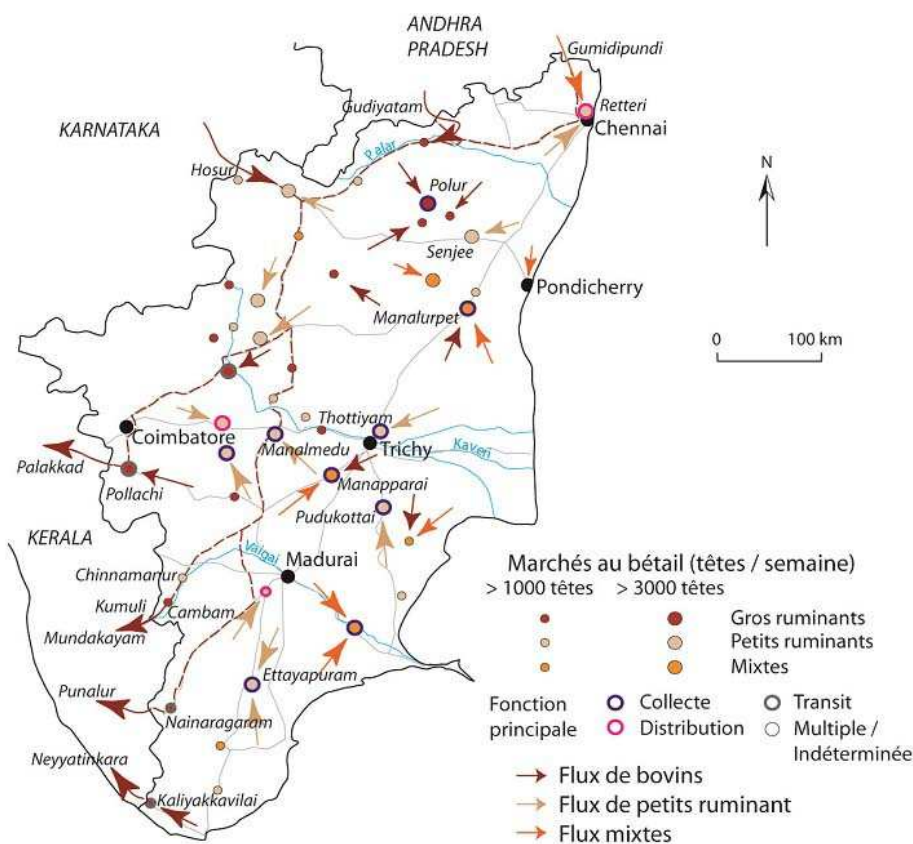 ANDHRA
PRADESH
Gumidipundi
Gudiyatam
Retteri
Chennai
KARNATAKA
Palar
Hosur
Polur
N
Senjee
Pondicherry
Manalurpet
0 100 km
Thottiyam
Coimbatore
Manalmedu
Trichy
Kaveri
Palakkad
Pollachi
Manapparai
Pudukottai
KERALA
Vaigai
Madurai
Chinnamanur
Kumuli
Cambam
Mundakayam
Ettayapuram
Punalur
Nainaragaram
Neyyatinkara
Kaliyakkavilai
Marchés au bétail (têtes / semaine)
> 1000 têtes > 3000 têtes
Gros ruminants
Petits ruminants
Mixtes
Fonction
principale
Collecte
Distribution
Transit
Multiple /
Indéterminée
Flux de bovins
Flux de petits ruminant
Flux mixtes